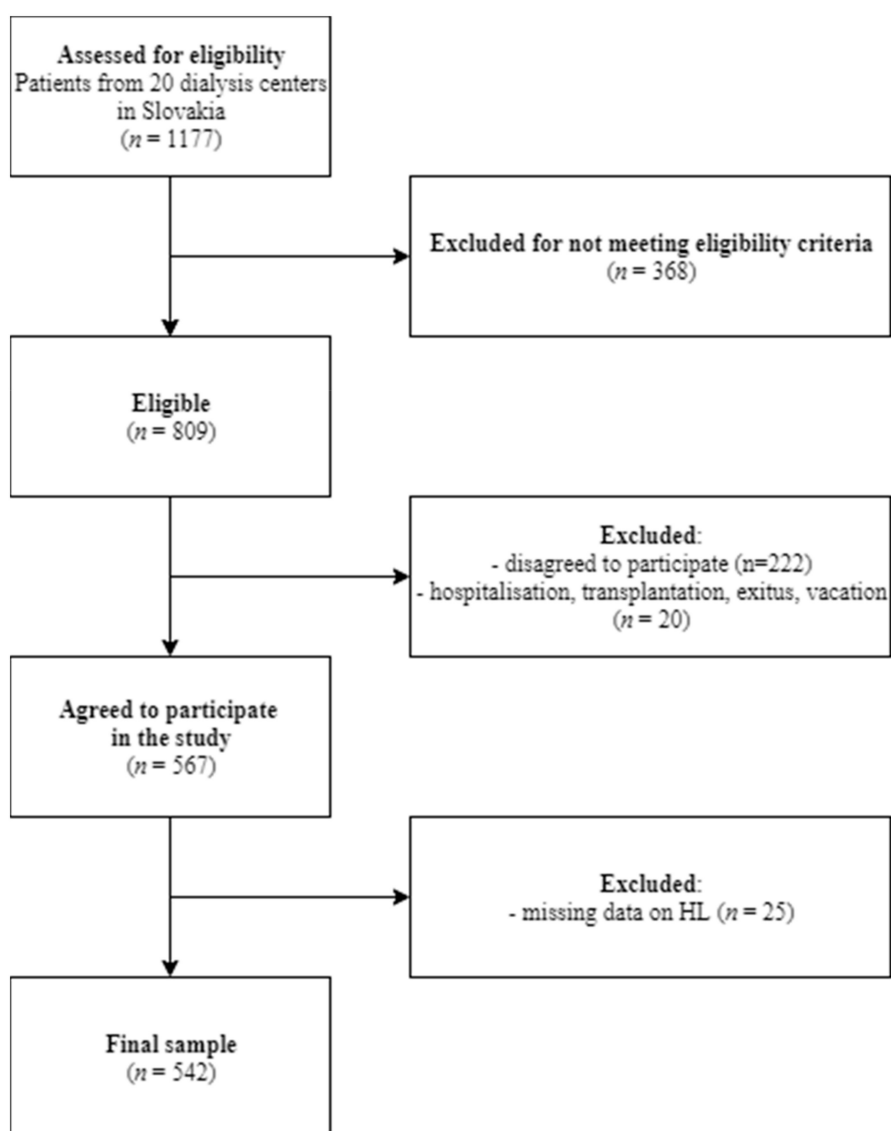 Assessed for eligibility
Patients from 20 dialysis centers
in Slovakia
(n = 1177)
Excluded for not meeting eligibility criteria
(n = 368)
Eligible
(n = 809)
Excluded:
- disagreed to participate (n=222)
- hospitalisation, transplantation, exitus, vacation
(n = 20)
Agreed to participate
in the study
(n = 567)
Excluded:
- missing data on HL (n = 25)
Final sample
(n = 542)